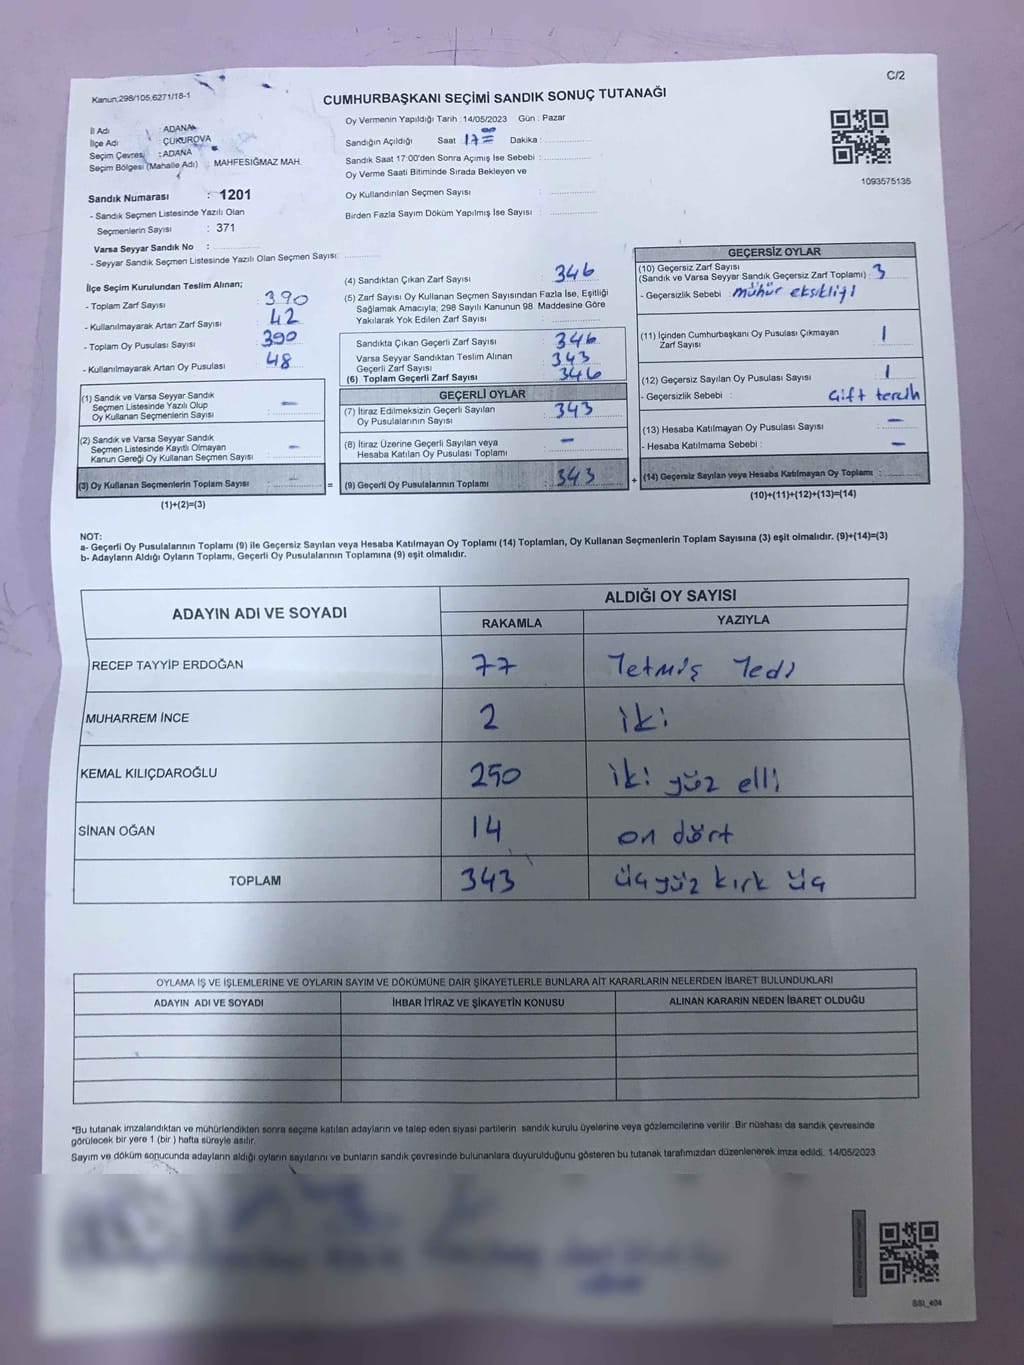 C/2
Kanun;298/105,6271/18-1
CUMHURBAŞKANI SEÇİMİ SANDIK SONUÇ TUTANAĞI
İl Adı : ADANA
İlçe Adı : ÇUKUROVA
Seçim Çevresi : ADANA
Seçim Bölgesi (Mahalle Adı) : MAHFESIĞMAZ MAH.
Sandık Numarası : 1201
- Sandık Seçmen Listesinde Yazılı Olan
Seçmenlerin Sayısı : 371
Varsa Seyyar Sandık No :
- Seyyar Sandık Seçmen Listesinde Yazılı Olan Seçmen Sayısı:
Oy Vermenin Yapıldığı Tarih :14/05/2023 Gün : Pazar
Sandığın Açıldığı Saat 17 00 Dakika :
Sandık Saat 17:00'den Sonra Açımış İse Sebebi :
Oy Verme Saati Bitiminde Sırada Bekleyen ve
Oy Kullandırılan Seçmen Sayısı :
Birden Fazla Sayım Döküm Yapılmış İse Sayısı :
1093575135
İlçe Seçim Kurulundan Teslim Alınan;
- Toplam Zarf Sayısı : 390
- Kullanılmayarak Artan Zarf Sayısı : 42
- Toplam Oy Pusulası Sayısı : 390
- Kullanılmayarak Artan Oy Pusulası : 48
(1) Sandık ve Varsa Seyyar Sandık
Seçmen Listesinde Yazılı Olup
Oy Kullanan Seçmenlerin Sayısı : –
(2) Sandık ve Varsa Seyyar Sandık
Seçmen Listesinde Kayıtlı Olmayan
Kanun Gereği Oy Kullanan Seçmen Sayısı : –
(3) Oy Kullanan Seçmenlerin Toplam Sayısı : –
(1)+(2)=(3)
=
(4) Sandıktan Çıkan Zarf Sayısı : 346
(5) Zarf Sayısı Oy Kullanan Seçmen Sayısından Fazla İse, Eşitliği
Sağlamak Amacıyla; 298 Sayılı Kanunun 98. Maddesine Göre
Yakılarak Yok Edilen Zarf Sayısı :
Sandıkta Çıkan Geçerli Zarf Sayısı : 346
Varsa Seyyar Sandıktan Teslim Alınan
Geçerli Zarf Sayısı : 343
(6) Toplam Geçerli Zarf Sayısı : 346
GEÇERLİ OYLAR
(7) İtiraz Edilmeksizin Geçerli Sayılan
Oy Pusulalarının Sayısı : 343
(8) İtiraz Üzerine Geçerli Sayılan veya
Hesaba Katılan Oy Pusulası Toplamı : –
(9) Geçerli Oy Pusulalarının Toplamı : 343
+
GEÇERSİZ OYLAR
(10) Geçersiz Zarf Sayısı
(Sandık ve Varsa Seyyar Sandık Geçersiz Zarf Toplamı) : 3
- Geçersizlik Sebebi : mühür eksikliği
(11) İçinden Cumhurbaşkanı Oy Pusulası Çıkmayan
Zarf Sayısı : 1
(12) Geçersiz Sayılan Oy Pusulası Sayısı : 1
- Geçersizlik Sebebi : Çift tercih
(13) Hesaba Katılmayan Oy Pusulası Sayısı : –
- Hesaba Katılmama Sebebi : –
(14) Geçersiz Sayılan veya Hesaba Katılmayan Oy Toplamı :
(10)+(11)+(12)+(13)=(14)
NOT:
a- Geçerli Oy Pusulalarının Toplamı (9) ile Geçersiz Sayılan veya Hesaba Katılmayan Oy Toplamı (14) Toplamları, Oy Kullanan Seçmenlerin Toplam Sayısına (3) eşit olmalıdır. (9)+(14)=(3)
b- Adayların Aldığı Oyların Toplamı, Geçerli Oy Pusulalarının Toplamına (9) eşit olmalıdır.
ADAYIN ADI VE SOYADI
ALDIĞI OY SAYISI
RAKAMLA YAZIYLA
RECEP TAYYİP ERDOĞAN 77 Yetmiş Yedi
MUHARREM İNCE 2 iki
KEMAL KILIÇDAROĞLU 250 iki yüz elli
SİNAN OĞAN 14 on dört
TOPLAM 343 üçyüz kırk üç
OYLAMA İŞ VE İŞLEMLERİNE VE OYLARIN SAYIM VE DÖKÜMÜNE DAİR ŞİKAYETLERLE BUNLARA AİT KARARLARIN NELERDEN İBARET BULUNDUKLARI
ADAYIN ADI VE SOYADI İHBAR İTİRAZ VE ŞİKAYETİN KONUSU ALINAN KARARIN NEDEN İBARET OLDUĞU
*Bu tutanak imzalandıktan ve mühürlendikten sonra seçime katılan adayların ve talep eden siyasi partilerin sandık kurulu üyelerine veya gözlemcilerine verilir .Bir nüshası da sandık çevresinde
görülecek bir yere 1 (bir ) hafta süreyle asılır.
Sayım ve döküm sonucunda adayların aldığı oyların sayılarını ve bunların sandık çevresinde bulunanlara duyurulduğunu gösteren bu tutanak tarafımızdan düzenlenerek imza edildi. 14/05/2023
SSI_404